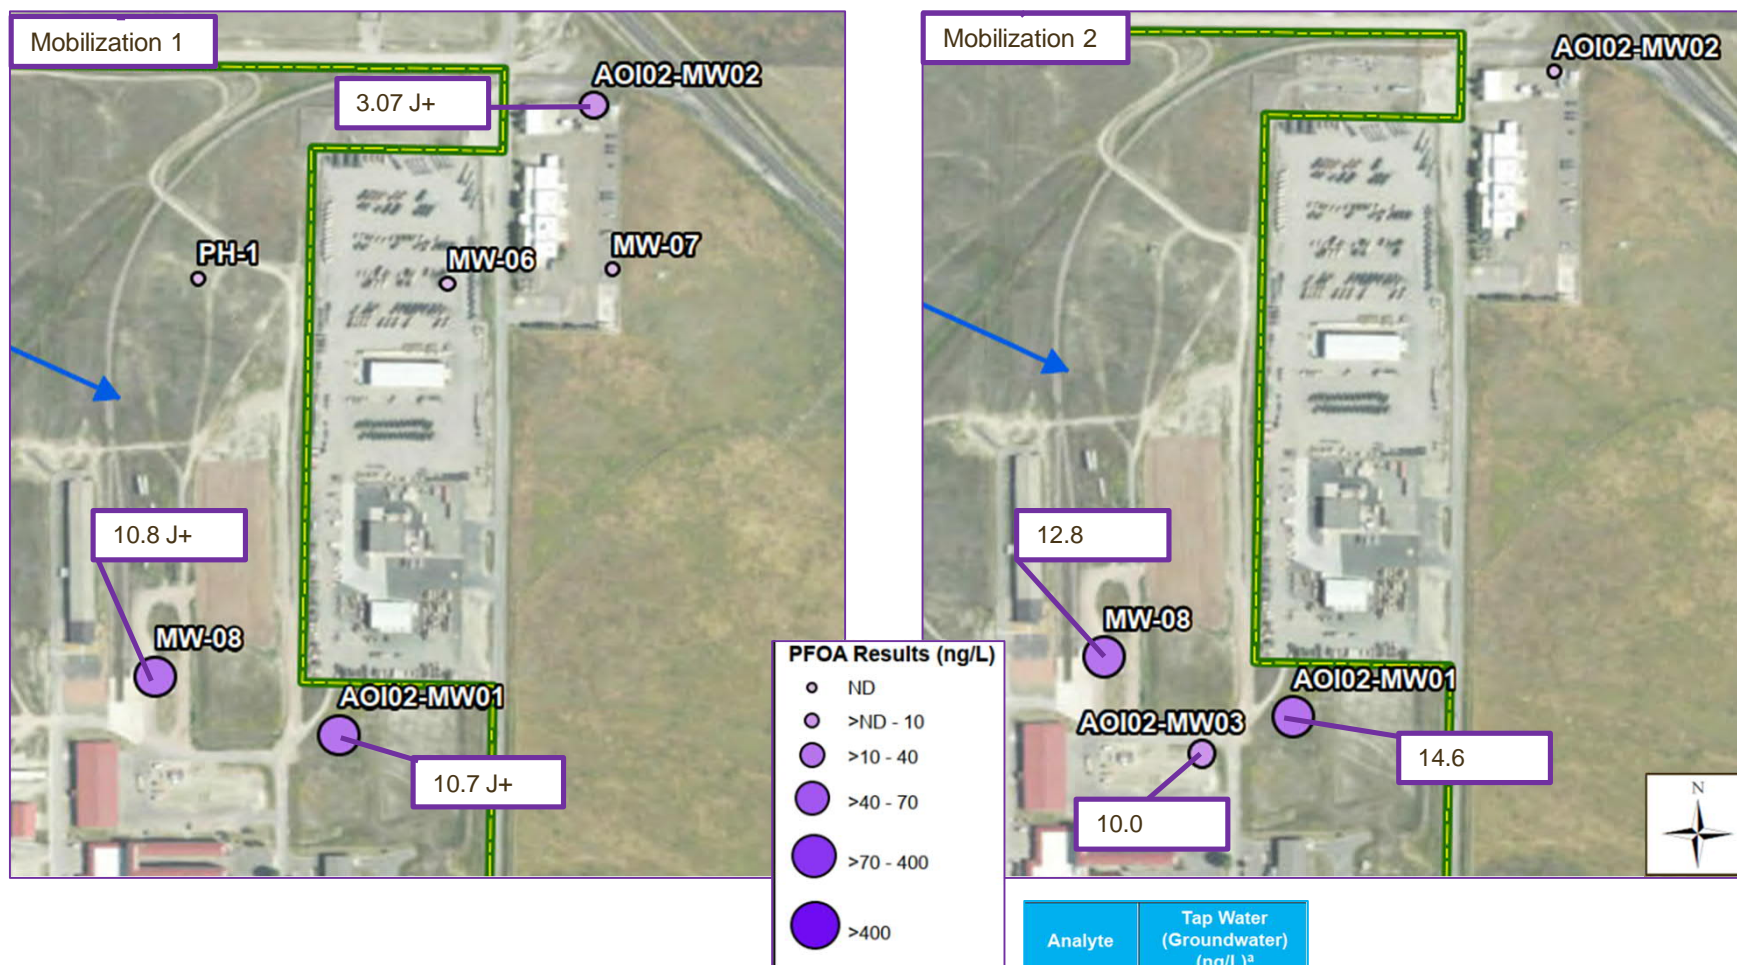 Mobilization 1
AOI02-MW02
3.07 J+
PH-1
MW-06
MW-07
10.8 J+
MW-08
AOI02-MW01
10.7 J+
Mobilization 2
AOI02-MW02
12.8
MW-08
AOI02-MW01
AOI02-MW03
14.6
10.0
N
PFOA Results (ng/L)
ND
>ND - 10
>10 - 40
>40 - 70
>70 - 400
>400
Analyte
Tap Water
(Groundwater)
(ng/L)ª